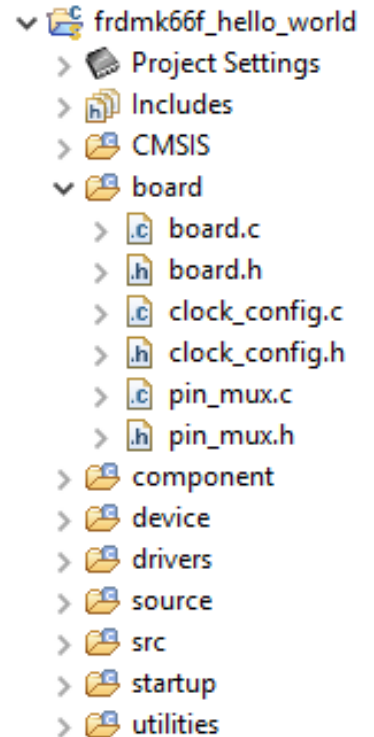 frdmk66f_hello_world
Project Settings
Includes
CMSIS
board
board.c
board.h
clock_config.c
clock_config.h
pin_mux.c
pin_mux.h
component
device
drivers
source
src
startup
utilities